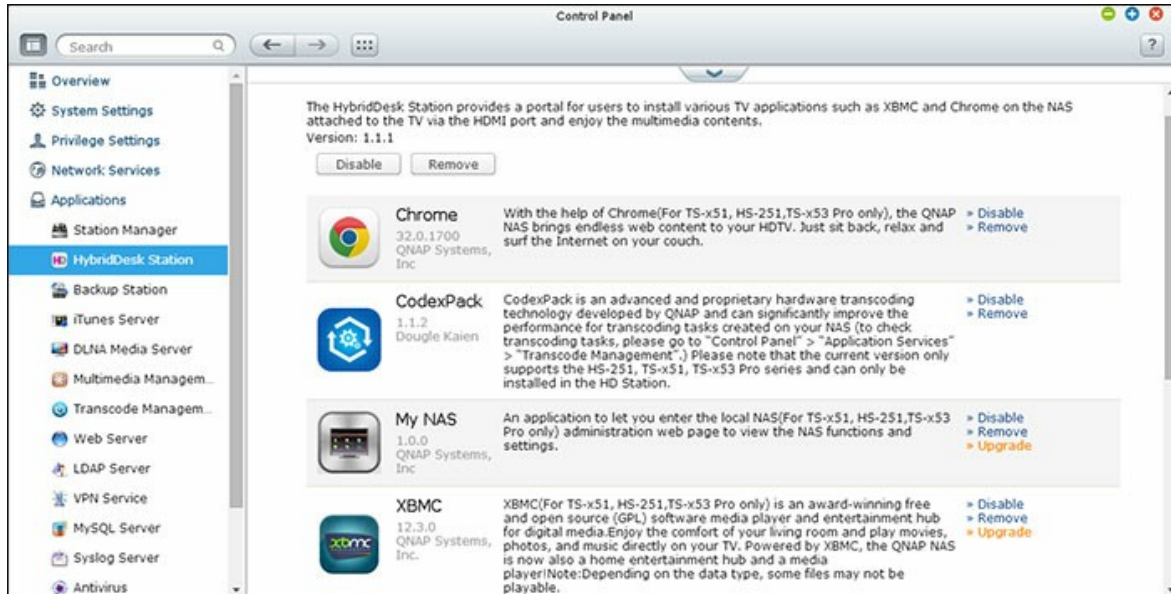 Control Panel
Search
?
Overview
System Settings
Privilege Settings
Network Services
Applications
Station Manager
HD HybridDesk Station
Backup Station
iTunes Server
DLNA Media Server
Multimedia Managem...
Transcode Managem...
Web Server
LDAP Server
VPN Service
MySQL Server
Syslog Server
Antivirus
The HybridDesk Station provides a portal for users to install various TV applications such as XBMC and Chrome on the NAS
attached to the TV via the HDMI port and enjoy the multimedia contents.
Version: 1.1.1
Disable Remove
Chrome
32.0.1700
QNAP Systems,
Inc
With the help of Chrome(For TS-x51, HS-251,TS-x53 Pro only), the QNAP
NAS brings endless web content to your HDTV. Just sit back, relax and
surf the Internet on your couch.
» Disable
» Remove
CodexPack
1.1.2
Dougle Kaien
CodexPack is an advanced and proprietary hardware transcoding
technology developed by QNAP and can significantly improve the
performance for transcoding tasks created on your NAS (to check
transcoding tasks, please go to "Control Panel" > "Application Services"
> "Transcode Management".) Please note that the current version only
supports the HS-251, TS-x51, TS-x53 Pro series and can only be
installed in the HD Station.
» Disable
» Remove
My NAS
1.0.0
QNAP Systems,
Inc
An application to let you enter the local NAS(For TS-x51, HS-251,TS-x53
Pro only) administration web page to view the NAS functions and
settings.
» Disable
» Remove
» Upgrade
xbmc
XBMC
12.3.0
QNAP Systems,
Inc.
XBMC(For TS-x51, HS-251,TS-x53 Pro only) is an award-winning free
and open source (GPL) software media player and entertainment hub
for digital media.Enjoy the comfort of your living room and play movies,
photos, and music directly on your TV. Powered by XBMC, the QNAP NAS
is now also a home entertainment hub and a media
player!Note:Depending on the data type, some files may not be
playable.
» Disable
» Remove
» Upgrade